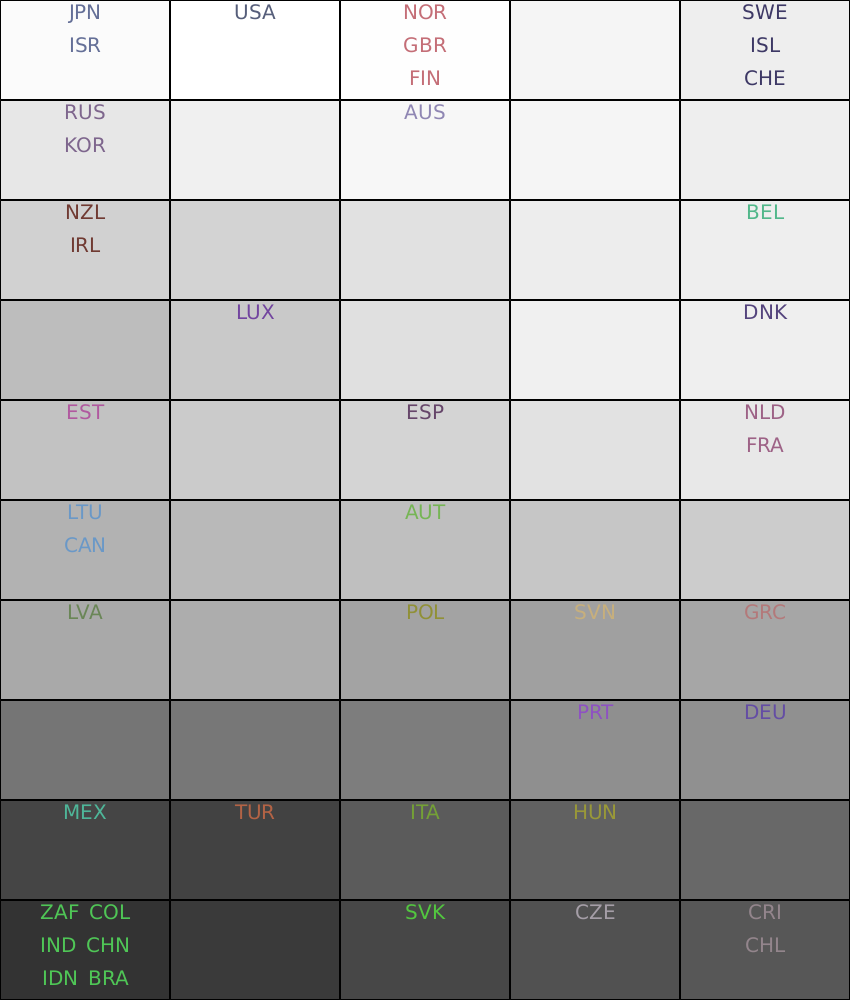 JPN
ISR
USA
NOR
GBR
FIN
SWE
ISL
CHE
RUS
KOR
AUS
NZL
IRL
BEL
LUX
DNK
EST
ESP
NLD
FRA
LTU
CAN
AUT
LVA
POL
SVN
GRC
PRT
DEU
MEX
TUR
ITA
HUN
ZAF COL
IND CHN
IDN BRA
SVK
CZE
CRI
CHL